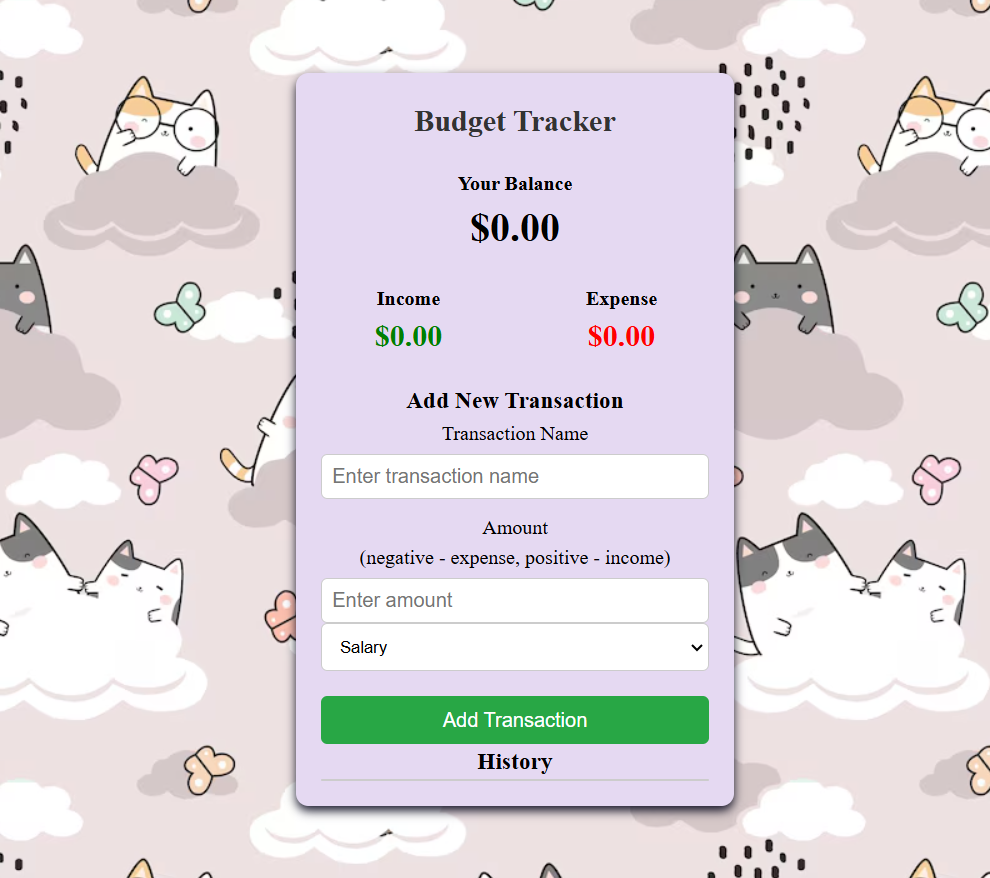 Budget Tracker
Your Balance
$0.00
Income
Expense
$0.00
$0.00
Add New Transaction
Transaction Name
Enter transaction name
Amount
(negative - expense, positive - income)
Enter amount
Salary
Add Transaction
History